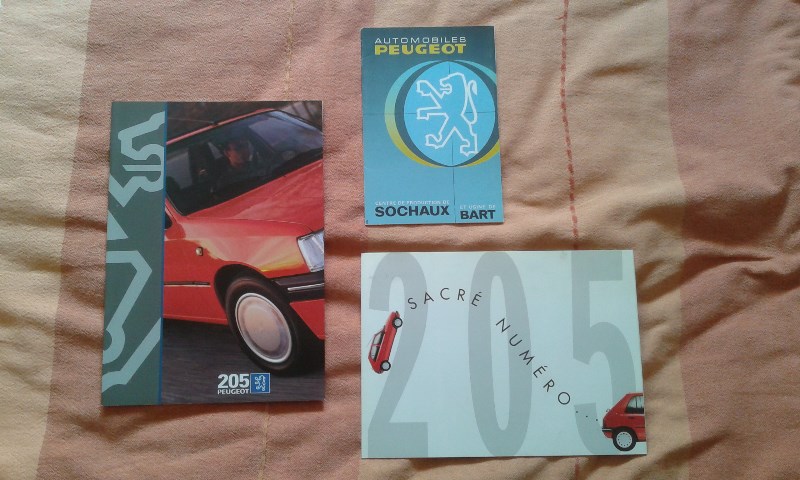 AUTOMOBILES
PEUGEOT
CENTRE DE PRODUCTION DE
SOCHAUX
ET USINE DE
BART
205
PEUGEOT
205
SACRÉ NUMÉRO...